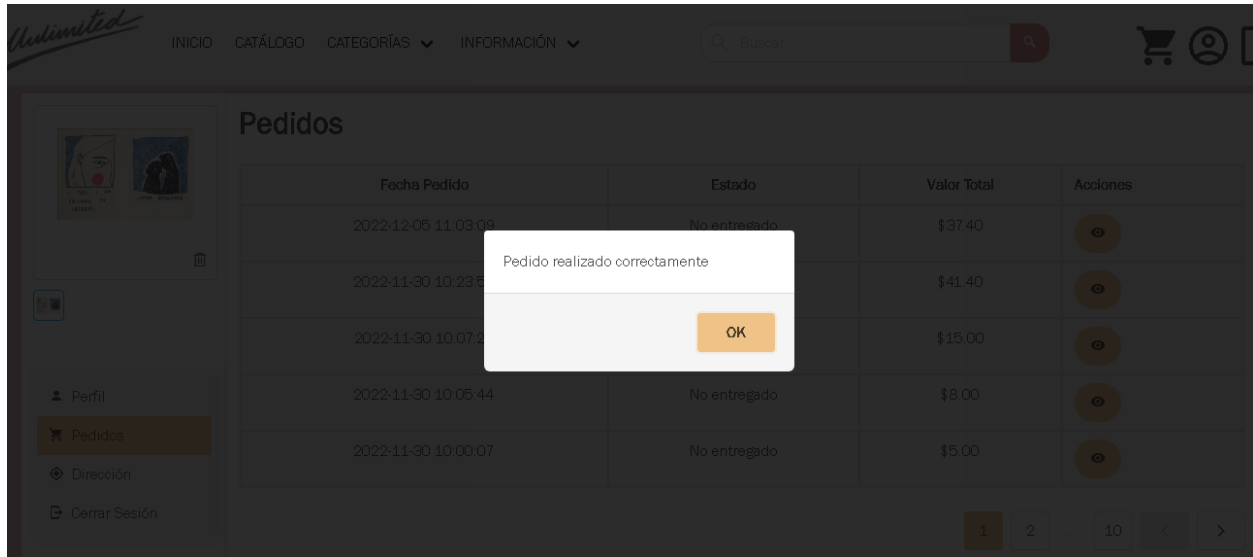 Unlimited
INICIO CATÁLOGO CATEGORÍAS INFORMACIÓN Buscar...
Pedidos
Fecha Pedido Estado Valor Total Acciones
2022-12-05 11:03:09 No entregado $37.40
Pedido realizado correctamente
2022-11-30 10:23:5 $41.40
OK
2022-11-30 10:07:2 $15.00
Perfil 2022-11-30 10:05:44 No entregado $8.00
Pedidos
2022-11-30 10:00:07 No entregado $5.00
Dirección
Cerrar Sesión
1 2 … 10